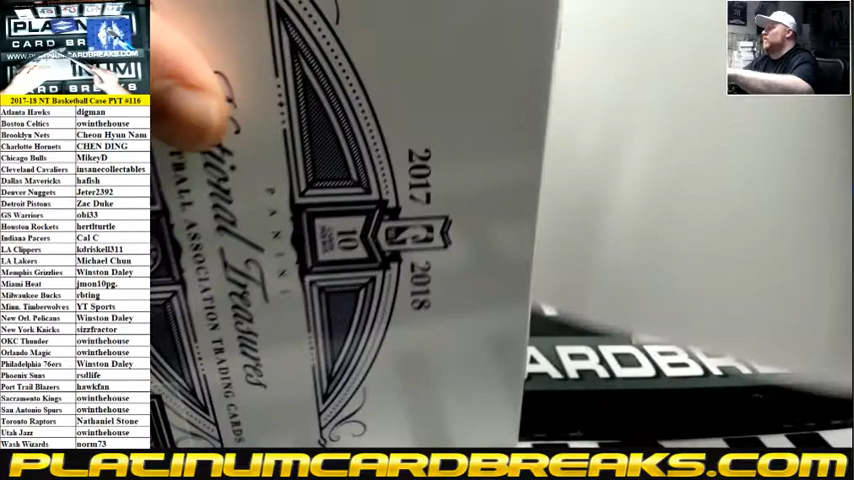 PLATINUM
CARD BREAKS
WWW.PLATINUMCARDBREAKS.COM
2017-18 NT Basketball Case PYT #116
Atlanta Hawks digman
Boston Celtics owinthehouse
Brooklyn Nets Cheon Hyun Nam
Charlotte Hornets CHEN DING
Chicago Bulls MikeyD
Cleveland Cavaliers insanecollectables
Dallas Mavericks hafish
Denver Nuggets Jeter2392
Detroit Pistons Zac Duke
GS Warriors obi33
Houston Rockets hertlturtle
Indiana Pacers Cal C
LA Clippers kdriskell311
LA Lakers Michael Chun
Memphis Grizzlies Winston Daley
Miami Heat jmon10pg.
Milwaukee Bucks rbting
Minn. Timberwolves YT Sports
New Orl. Pelicans Winston Daley
New York Knicks sizzfractor
OKC Thunder owinthehouse
Orlando Magic owinthehouse
Philadelphia 76ers Winston Daley
Phoenix Suns rsdlife
Port Trail Blazers hawkfan
Sacramento Kings owinthehouse
San Antonio Spurs owinthehouse
Toronto Raptors Nathaniel Stone
Utah Jazz owinthehouse
Wash Wizards norm73
2017 2018
10
PANINI
National Treasures
ASSOCIATION TRADING CARDS
ARDBR
PLATINUMCARDBREAKS.COM